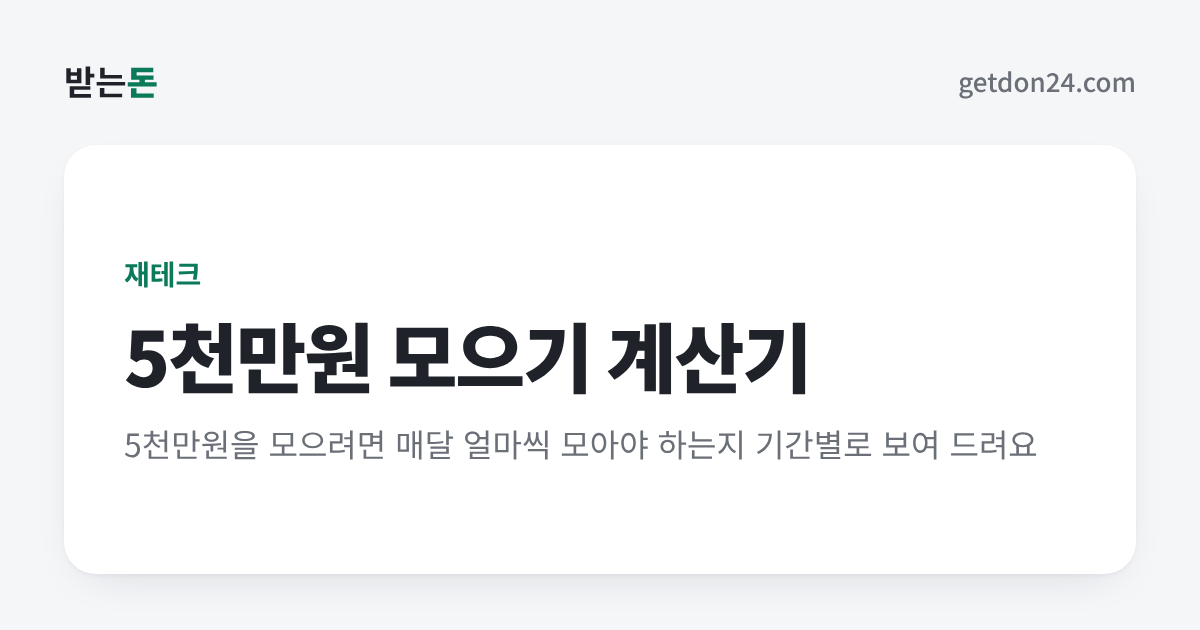 받는돈
getdon24.com
재테크
5천만원 모으기 계산기
5천만원을 모으려면 매달 얼마씩 모아야 하는지 기간별로 보여 드려요